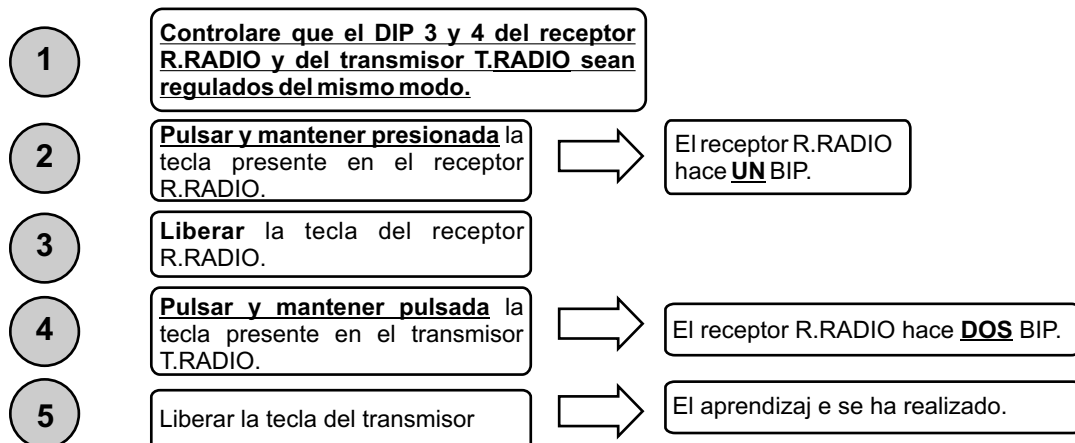 1
Controlare que el DIP 3 y 4 del receptor
R.RADIO y del transmisor T.RADIO sean
regulados del mismo modo.
2
Pulsar y mantener presionada la
tecla presente en el receptor
R.RADIO.
El receptor R.RADIO
hace UN BIP.
3
Liberar la tecla del receptor
R.RADIO.
4
Pulsar y mantener pulsada la
tecla presente en el transmisor
T.RADIO.
El receptor R.RADIO hace DOS BIP.
5
Liberar la tecla del transmisor
El aprendizaj e se ha realizado.